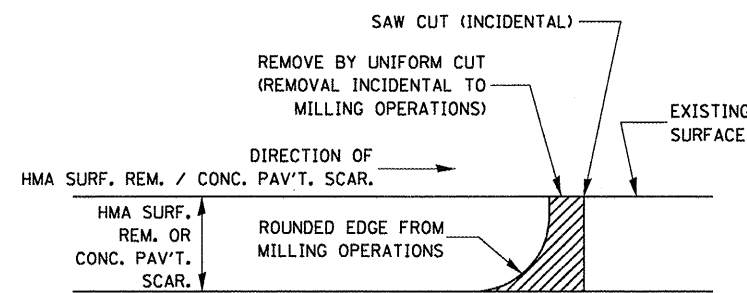 SAW CUT (INCIDENTAL)
REMOVE BY UNIFORM CUT
(REMOVAL INCIDENTAL TO
MILLING OPERATIONS)
EXISTING
SURFACE
DIRECTION OF
HMA SURF. REM. / CONC. PAV'T. SCAR.
HMA SURF.
REM. OR
CONC. PAV'T.
SCAR.
ROUNDED EDGE FROM
MILLING OPERATIONS